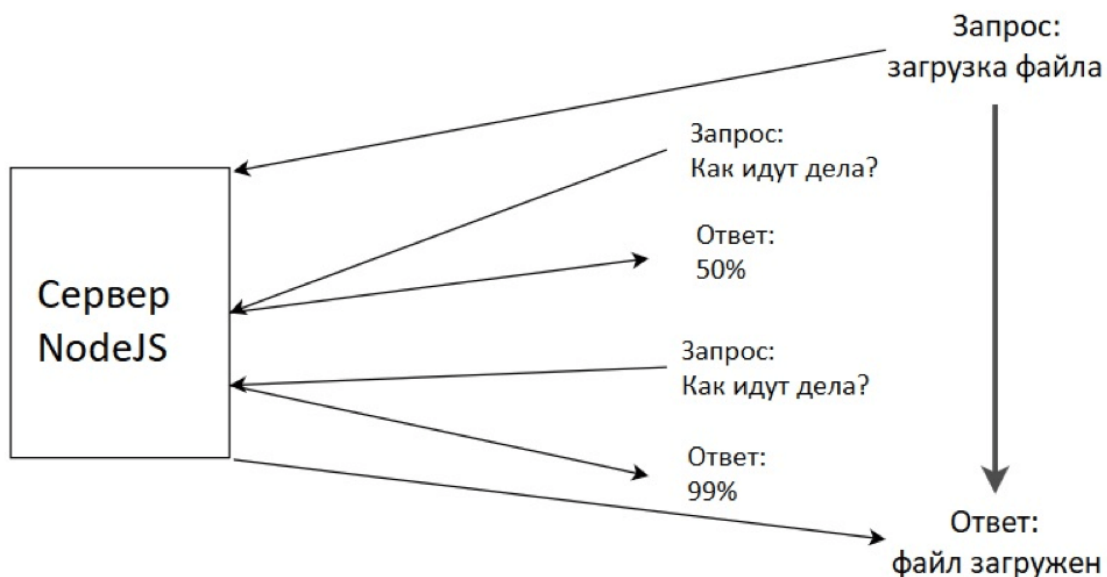 Запрос:
загрузка файла
Запрос:
Как идут дела?
Ответ:
50%
Сервер
NodeJS
Запрос:
Как идут дела?
Ответ:
99%
Ответ:
файл загружен